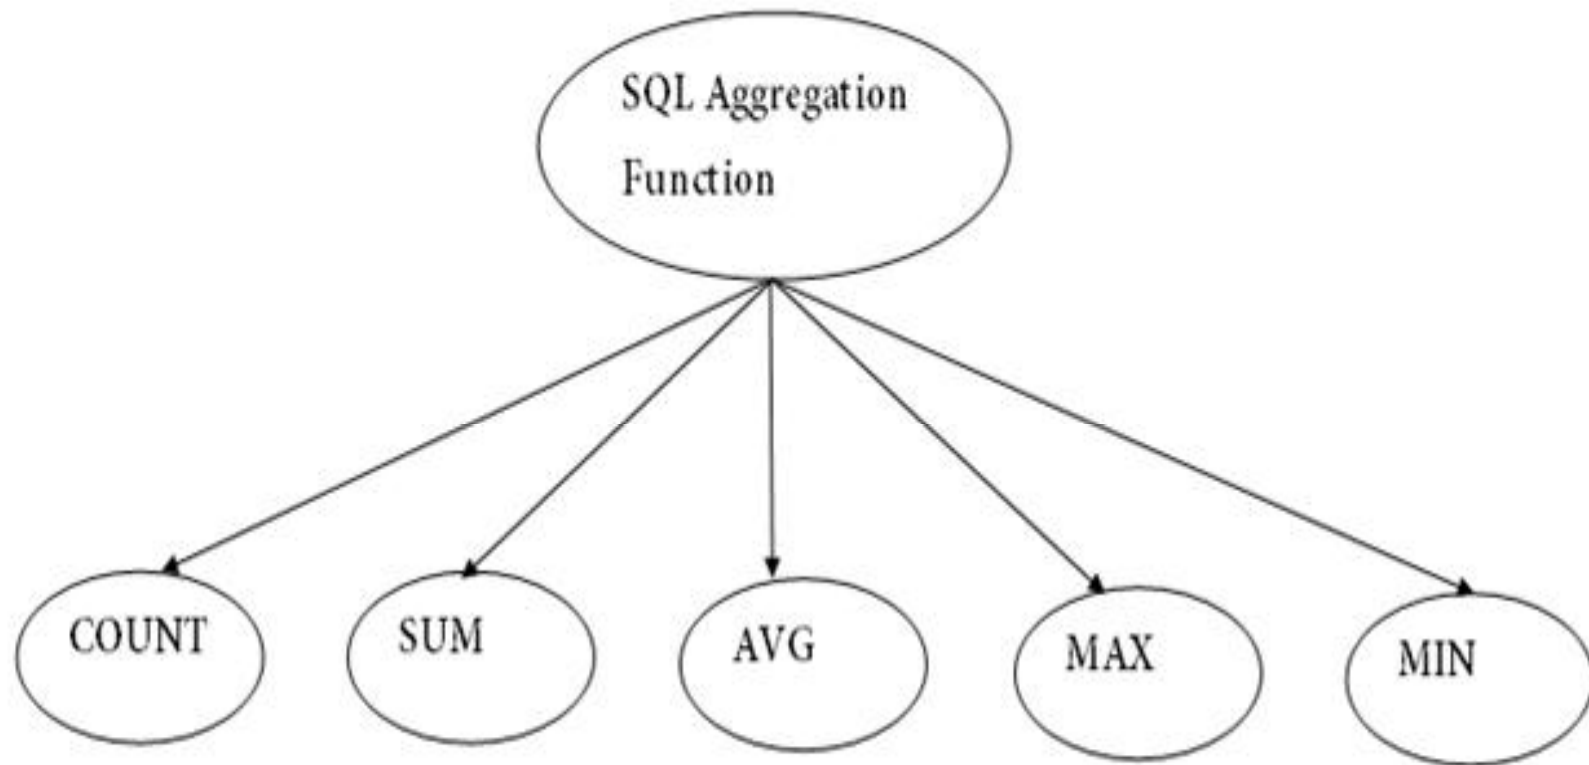 SQL Aggregation
Function
COUNT
SUM
AVG
MAX
MIN